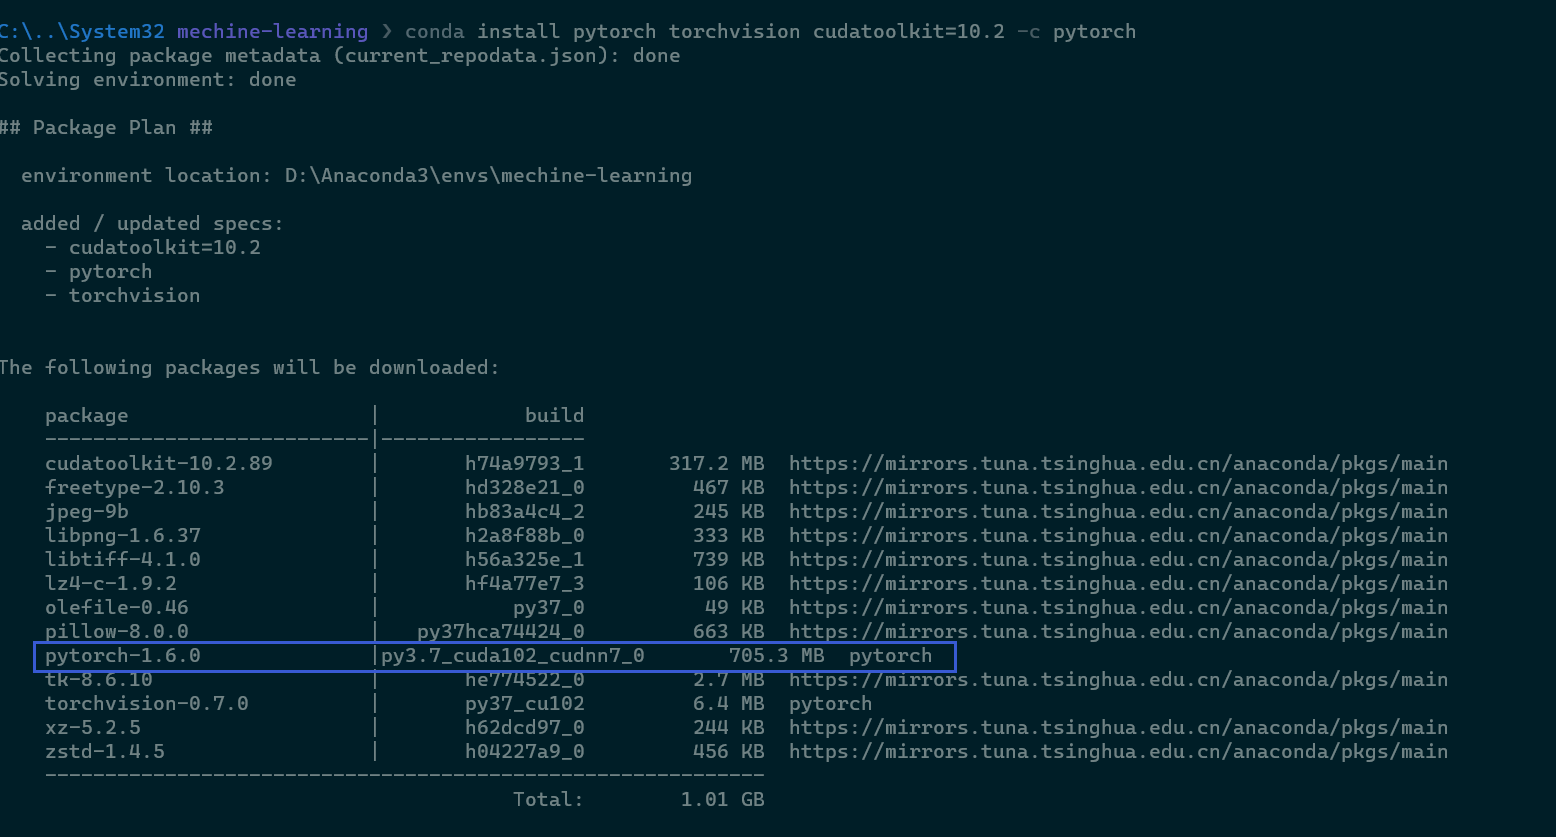 C:\..\System32 mechine-learning ❯ conda install pytorch torchvision cudatoolkit=10.2 -c pytorch
Collecting package metadata (current_repodata.json): done
Solving environment: done
## Package Plan ##
environment location: D:\Anaconda3\envs\mechine-learning
added / updated specs:
- cudatoolkit=10.2
- pytorch
- torchvision
The following packages will be downloaded:
package | build
---------------------------|-----------------
cudatoolkit-10.2.89 | h74a9793_1 317.2 MB https://mirrors.tuna.tsinghua.edu.cn/anaconda/pkgs/main
freetype-2.10.3 | hd328e21_0 467 KB https://mirrors.tuna.tsinghua.edu.cn/anaconda/pkgs/main
jpeg-9b | hb83a4c4_2 245 KB https://mirrors.tuna.tsinghua.edu.cn/anaconda/pkgs/main
libpng-1.6.37 | h2a8f88b_0 333 KB https://mirrors.tuna.tsinghua.edu.cn/anaconda/pkgs/main
libtiff-4.1.0 | h56a325e_1 739 KB https://mirrors.tuna.tsinghua.edu.cn/anaconda/pkgs/main
lz4-c-1.9.2 | hf4a77e7_3 106 KB https://mirrors.tuna.tsinghua.edu.cn/anaconda/pkgs/main
olefile-0.46 | py37_0 49 KB https://mirrors.tuna.tsinghua.edu.cn/anaconda/pkgs/main
pillow-8.0.0 | py37hca74424_0 663 KB https://mirrors.tuna.tsinghua.edu.cn/anaconda/pkgs/main
pytorch-1.6.0 |py3.7_cuda102_cudnn7_0 705.3 MB pytorch
tk-8.6.10 | he774522_0 2.7 MB https://mirrors.tuna.tsinghua.edu.cn/anaconda/pkgs/main
torchvision-0.7.0 | py37_cu102 6.4 MB pytorch
xz-5.2.5 | h62dcd97_0 244 KB https://mirrors.tuna.tsinghua.edu.cn/anaconda/pkgs/main
zstd-1.4.5 | h04227a9_0 456 KB https://mirrors.tuna.tsinghua.edu.cn/anaconda/pkgs/main
------------------------------------------------------------
Total: 1.01 GB